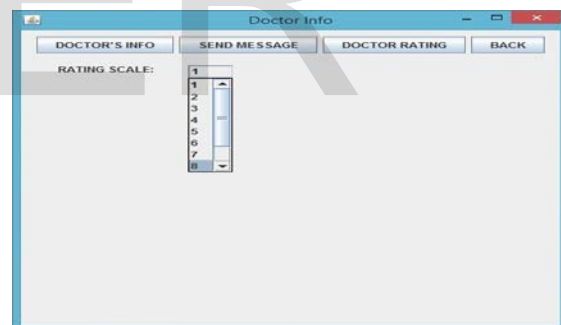 Doctor Info
DOCTOR'S INFO SEND MESSAGE DOCTOR RATING BACK
RATING SCALE: 1
1
2
3
4
5
6
7
8